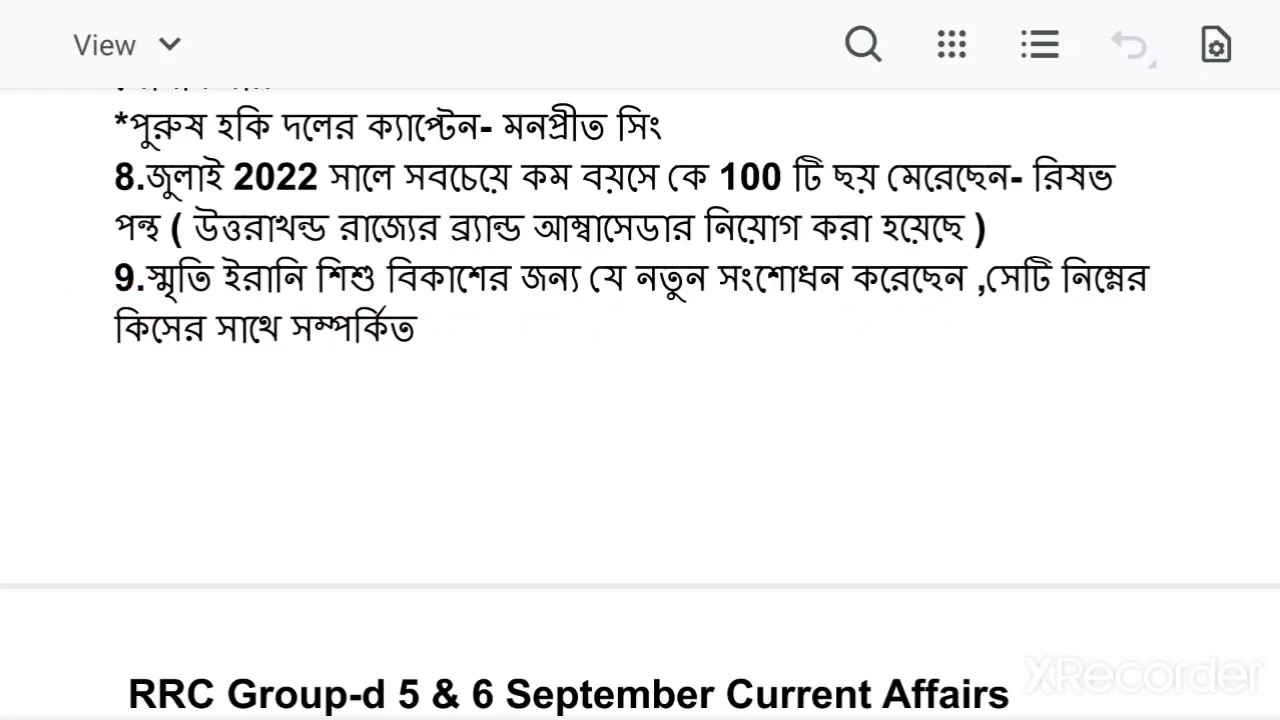 View
*পুরুষ হকি দলের ক্যাপ্টেন- মনপ্রীত সিং
8.জুলাই 2022 সালে সবচেয়ে কম বয়সে কে 100 টি ছয় মেরেছেন- রিষভ
পন্থ ( উত্তরাখন্ড রাজ্যের ব্র্যান্ড আম্বাসেডার নিয়োগ করা হয়েছে )
9.স্মৃতি ইরানি শিশু বিকাশের জন্য যে নতুন সংশোধন করেছেন ,সেটি নিম্নের
কিসের সাথে সম্পর্কিত
RRC Group-d 5 & 6 September Current Affairs
XRecorder